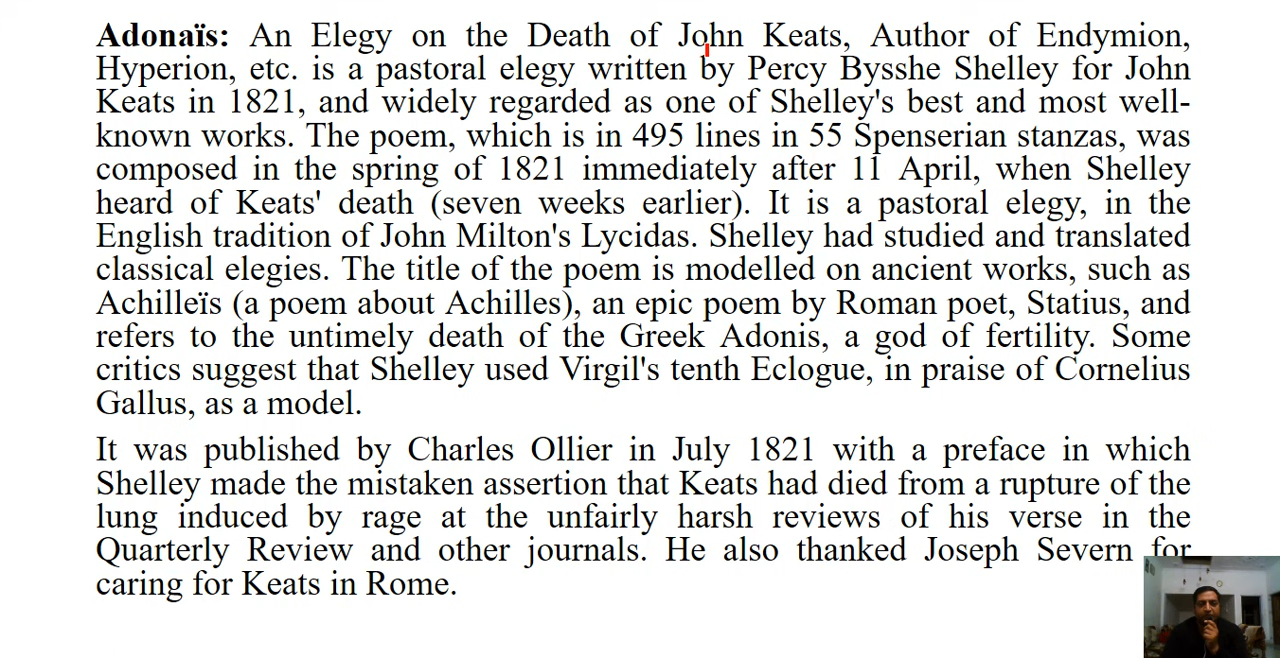 Adonaïs: An Elegy on the Death of John Keats, Author of Endymion,
Hyperion, etc. is a pastoral elegy written by Percy Bysshe Shelley for John
Keats in 1821, and widely regarded as one of Shelley's best and most well-
known works. The poem, which is in 495 lines in 55 Spenserian stanzas, was
composed in the spring of 1821 immediately after 11 April, when Shelley
heard of Keats' death (seven weeks earlier). It is a pastoral elegy, in the
English tradition of John Milton's Lycidas. Shelley had studied and translated
classical elegies. The title of the poem is modelled on ancient works, such as
Achilleïs (a poem about Achilles), an epic poem by Roman poet, Statius, and
refers to the untimely death of the Greek Adonis, a god of fertility. Some
critics suggest that Shelley used Virgil's tenth Eclogue, in praise of Cornelius
Gallus, as a model.
It was published by Charles Ollier in July 1821 with a preface in which
Shelley made the mistaken assertion that Keats had died from a rupture of the
lung induced by rage at the unfairly harsh reviews of his verse in the
Quarterly Review and other journals. He also thanked Joseph Severn for
caring for Keats in Rome.